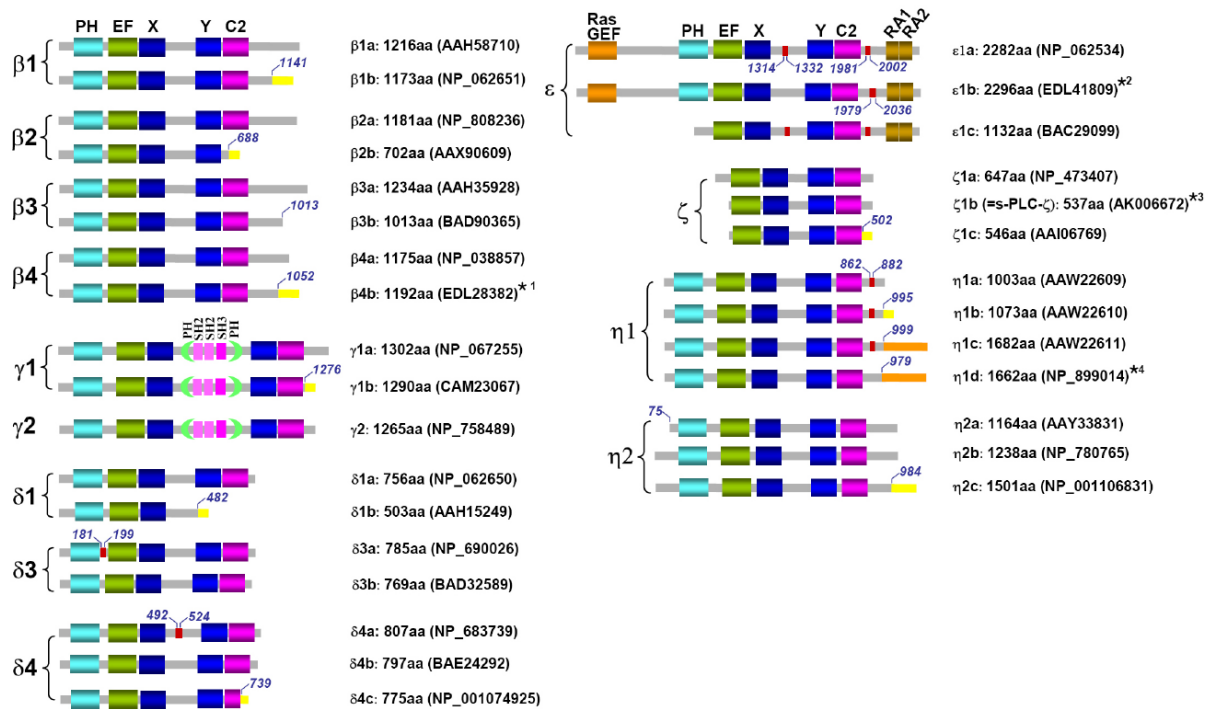 PH EF X Y C2
β1
β1a: 1216aa (AAH58710)
1141
β1b: 1173aa (NP_062651)
β2
β2a: 1181aa (NP_808236)
688
β2b: 702aa (AAX90609)
β3
β3a: 1234aa (AAH35928)
1013
β3b: 1013aa (BAD90365)
β4
β4a: 1175aa (NP_038857)
1052
β4b: 1192aa (EDL28382)*1
PH SH2 SH2 SH3 PH
γ1
γ1a: 1302aa (NP_067255)
1276
γ1b: 1290aa (CAM23067)
γ2
γ2: 1265aa (NP_758489)
δ1
δ1a: 756aa (NP_062650)
482
δ1b: 503aa (AAH15249)
181 199
δ3
δ3a: 785aa (NP_690026)
δ3b: 769aa (BAD32589)
492 524
δ4
δ4a: 807aa (NP_683739)
δ4b: 797aa (BAE24292)
739
δ4c: 775aa (NP_001074925)
Ras
GEF
PH EF X Y C2 RA1 RA2
ε
ε1a: 2282aa (NP_062534)
1314 1332 1981 2002
ε1b: 2296aa (EDL41809)*2
1979 2036
ε1c: 1132aa (BAC29099)
ζ
ζ1a: 647aa (NP_473407)
ζ1b (=s-PLC-ζ): 537aa (AK006672)*3
502
ζ1c: 546aa (AAI06769)
862 882
η1
η1a: 1003aa (AAW22609)
995
η1b: 1073aa (AAW22610)
999
η1c: 1682aa (AAW22611)
979
η1d: 1662aa (NP_899014)*4
75
η2
η2a: 1164aa (AAY33831)
η2b: 1238aa (NP_780765)
984
η2c: 1501aa (NP_001106831)